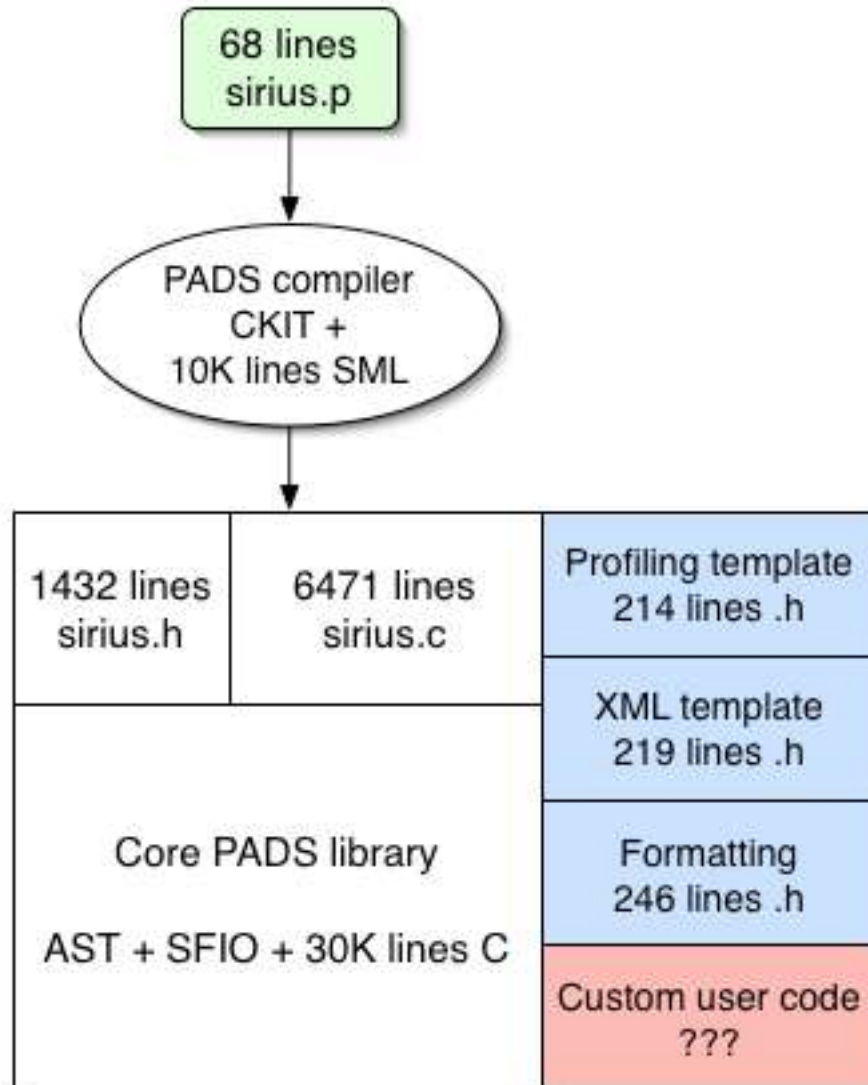 68 lines
sirius.p
PADS compiler
CKIT +
10K lines SML
1432 lines
sirius.h
6471 lines
sirius.c
Profiling template
214 lines .h
XML template
219 lines .h
Core PADS library
AST + SFIO + 30K lines C
Formatting
246 lines .h
Custom user code
???